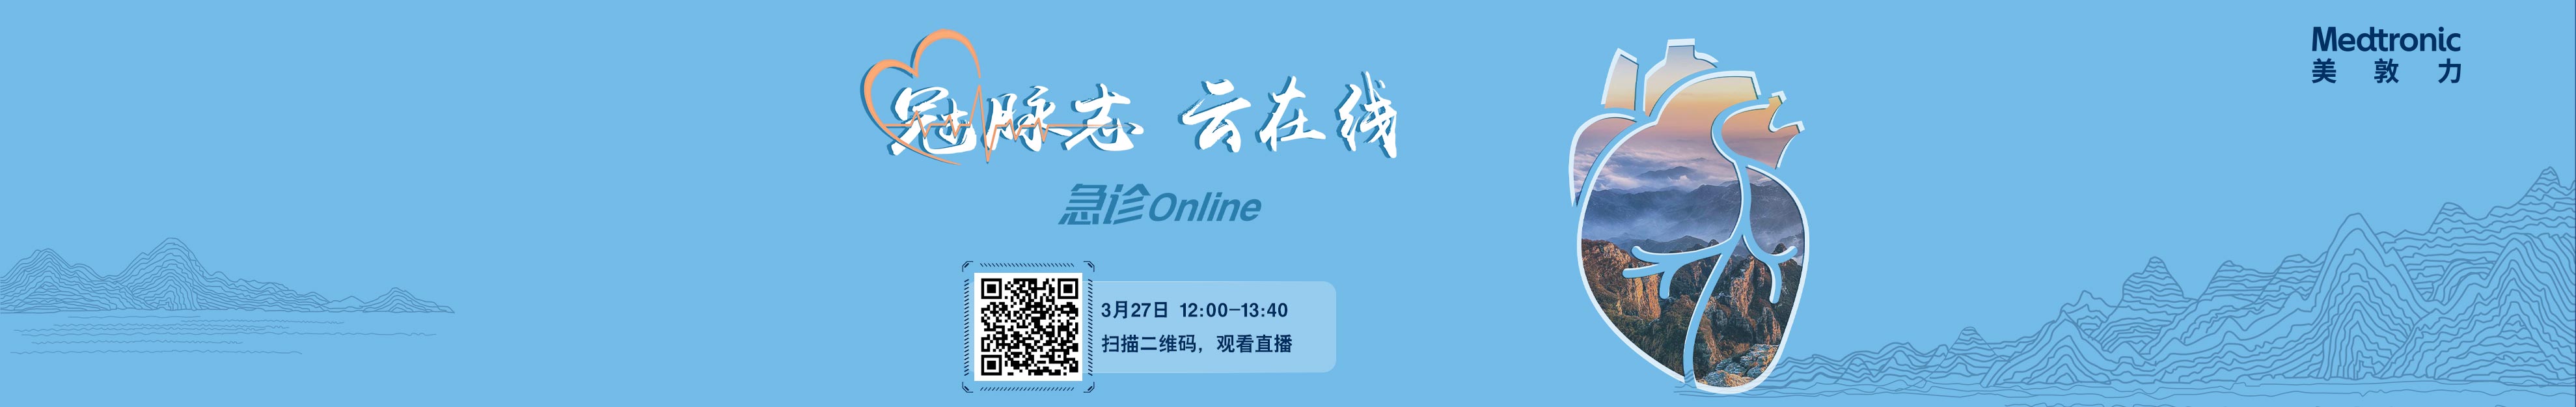 Medtronic
美敦力
冠脉志 云在线
急诊Online
3月27日 12:00-13:40
扫描二维码，观看直播